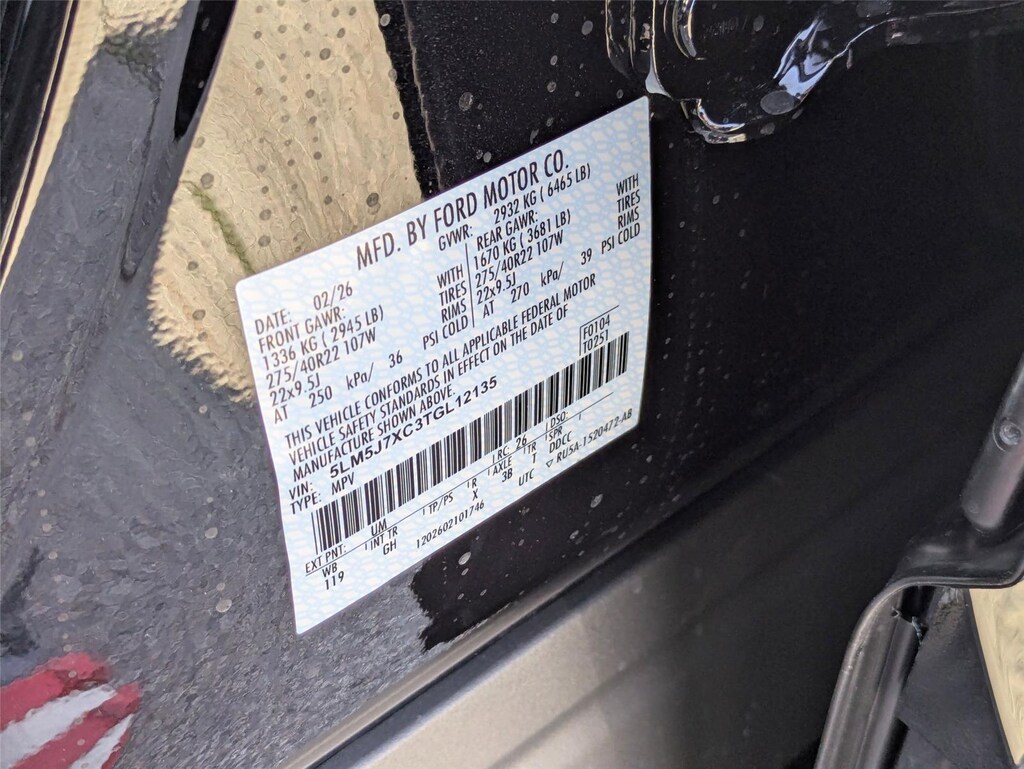 MFD. BY FORD MOTOR CO.
DATE: 02/26 GVWR: 2932 KG ( 6465 LB)
FRONT GAWR: REAR GAWR:
1336 KG ( 2945 LB) WITH 1670 KG ( 3681 LB) WITH
275/40R22 107W TIRES 275/40R22 107W TIRES
22x9.5J RIMS 22x9.5J RIMS
AT 250 kPa/ 36 PSI COLD AT 270 kPa/ 39 PSI COLD
THIS VEHICLE CONFORMS TO ALL APPLICABLE FEDERAL MOTOR
VEHICLE SAFETY STANDARDS IN EFFECT ON THE DATE OF
MANUFACTURE SHOWN ABOVE.
VIN: 5LM5J7XC3TGL12135 F0104
TYPE: MPV T0251
EXT PNT: UM RC: 26 DSO:
WB INT TR TP/PS R AXLE TR SPR
119 GH X 3B T DDCC
1202602101746 UTC ▽ RU5A-1520472-AB